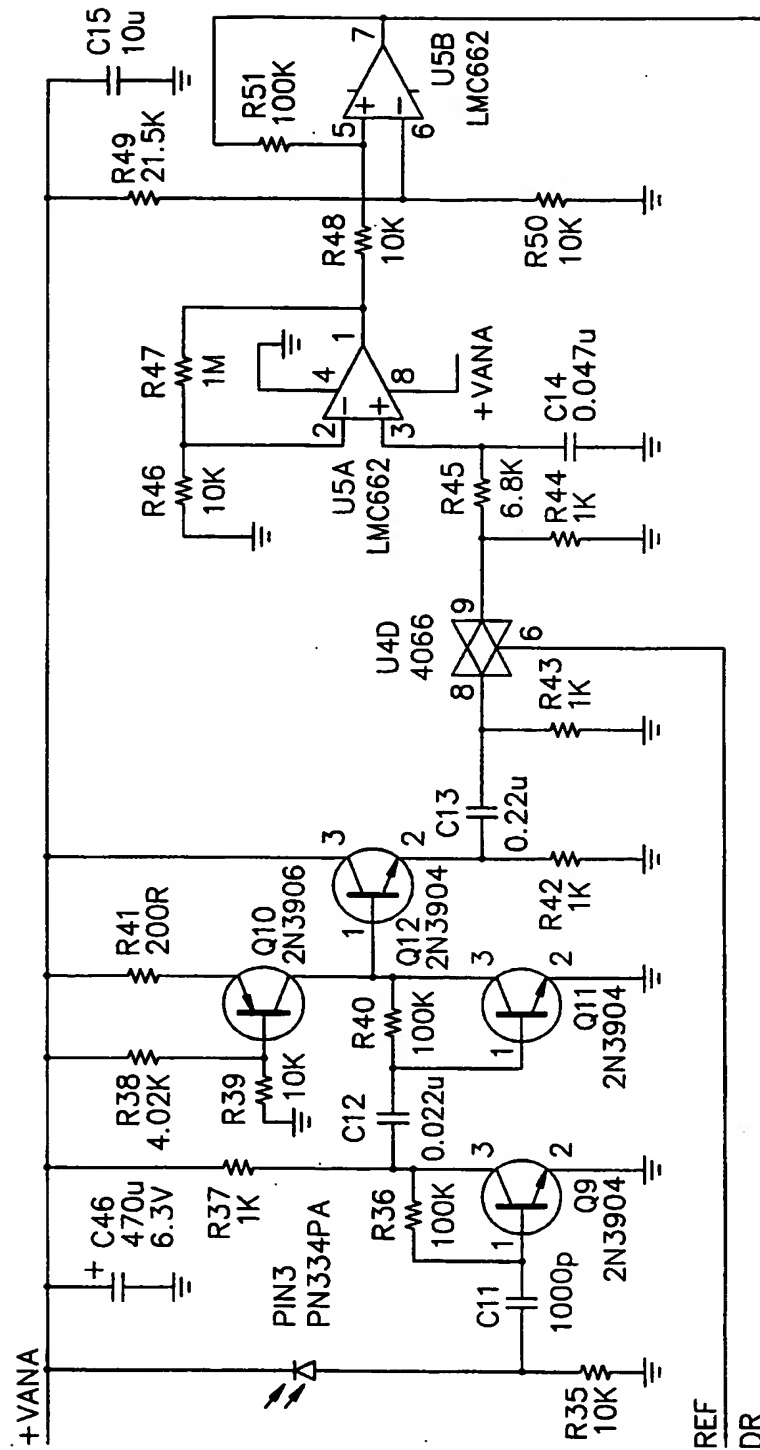 +VANA
C46
470u
6.3V
R37
1K
R38
4.02K
R39
10K
R41
200R
Q10
2N3906
R49
21.5K
C15
10u
R51
100K
PIN3
PN334PA
R36
100K
C12
0.022u
R40
100K
Q12
2N3904
1
3
2
R46
10K
R47
1M
R48
10K
5
+
6
−
7
U5B
LMC662
U5A
LMC662
2
−
3
+
4
8
1
+VANA
R50
10K
C11
1000p
1
3
2
Q9
2N3904
1
3
2
Q11
2N3904
C13
0.22u
U4D
4066
8
9
6
R45
6.8K
C14
0.047u
R35
10K
R42
1K
R43
1K
R44
1K
REF
DR